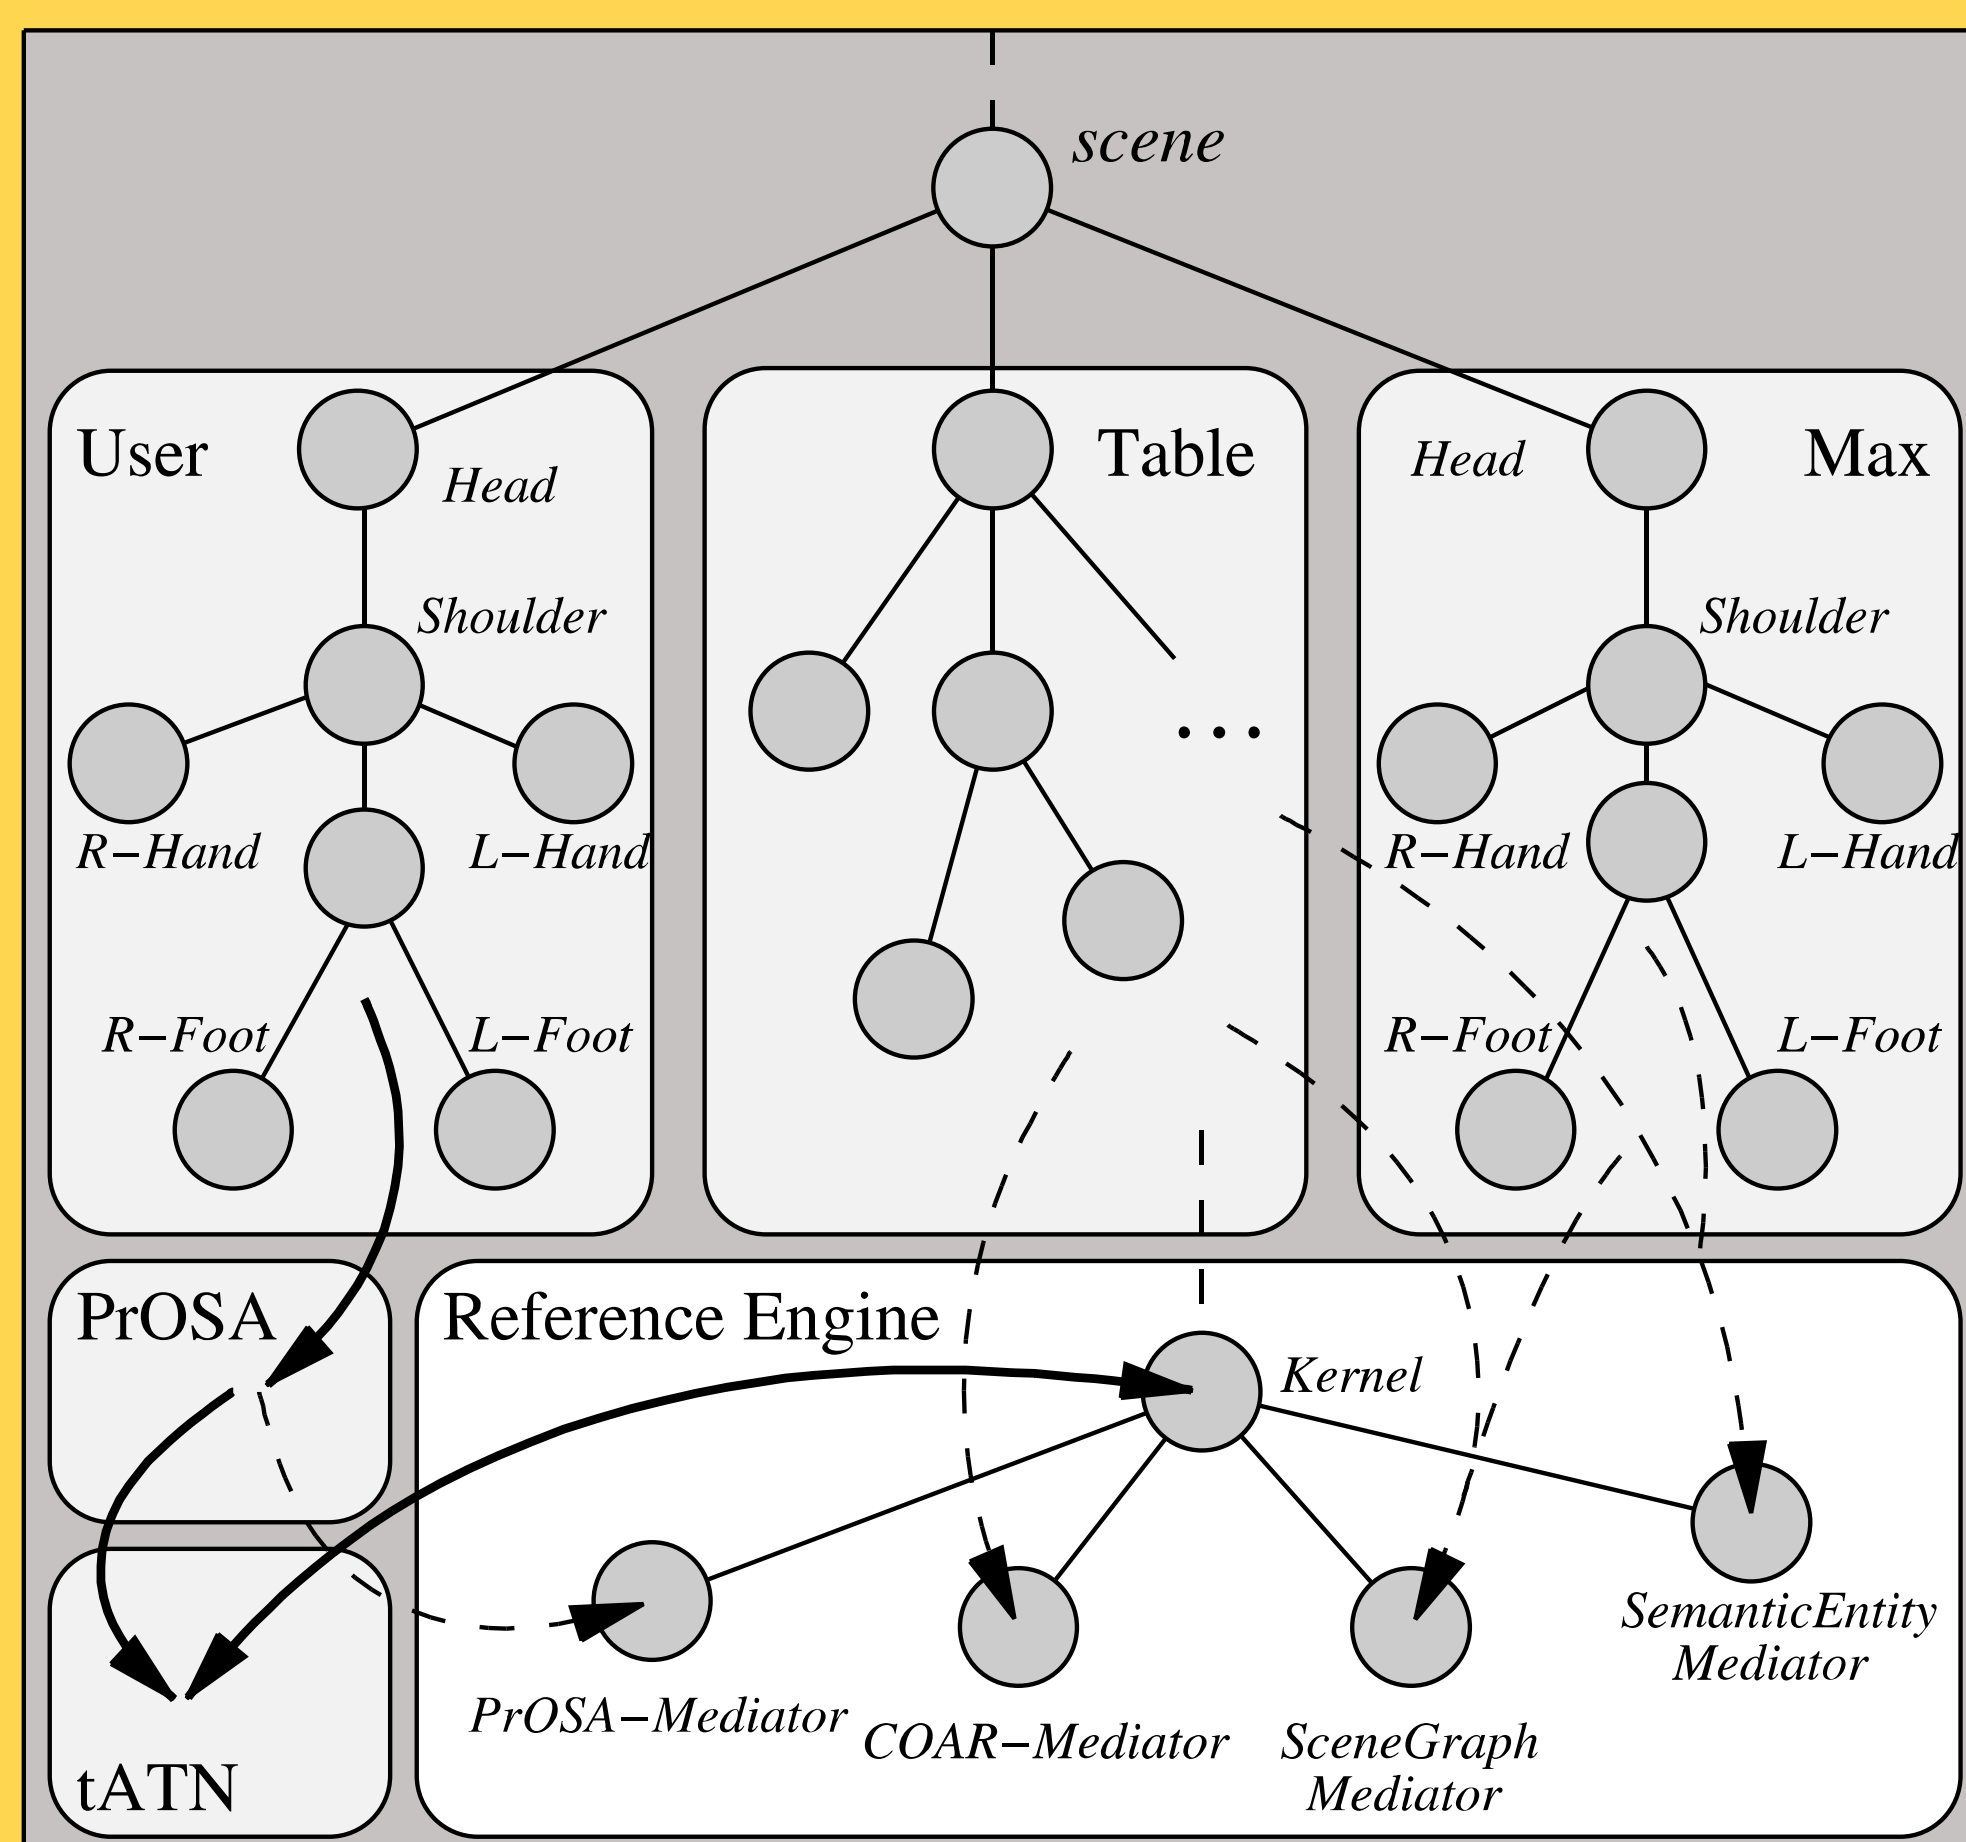 scene
User
Head
Shoulder
R-Hand
L-Hand
R-Foot
L-Foot
Table
...
Head
Max
Shoulder
R-Hand
L-Hand
R-Foot
L-Foot
PrOSA
tATN
Reference Engine
Kernel
PrOSA-Mediator
COAR-Mediator
SceneGraph
Mediator
SemanticEntity
Mediator